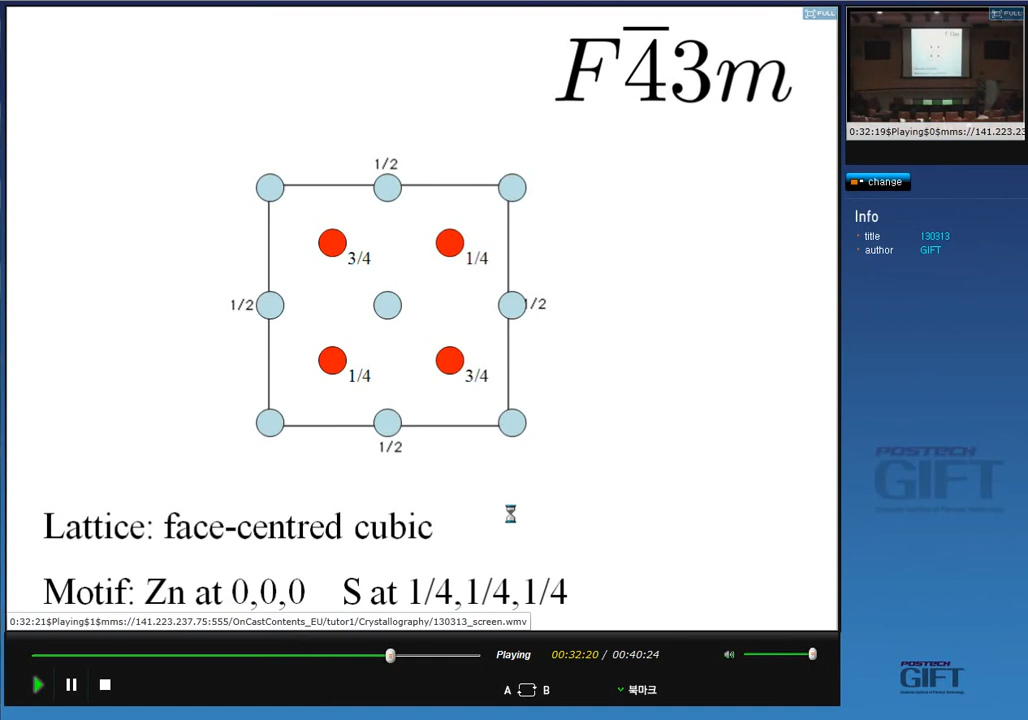 FULL
F4̅3m
1/2
3/4
1/4
1/2
1/2
1/4
3/4
1/2
Lattice: face-centred cubic
Motif: Zn at 0,0,0 S at 1/4,1/4,1/4
0:32:21$Playing$1$mms://141.223.237.75:555/OnCastContents_EU/tutor1/Crystallography/130313_screen.wmv
Playing 00:32:20 / 00:40:24
A B 북마크
FULL
0:32:19$Playing$0$mms://141.223.23
change
Info
title 130313
author GIFT
POSTECH
GIFT
POSTECH
GIFT